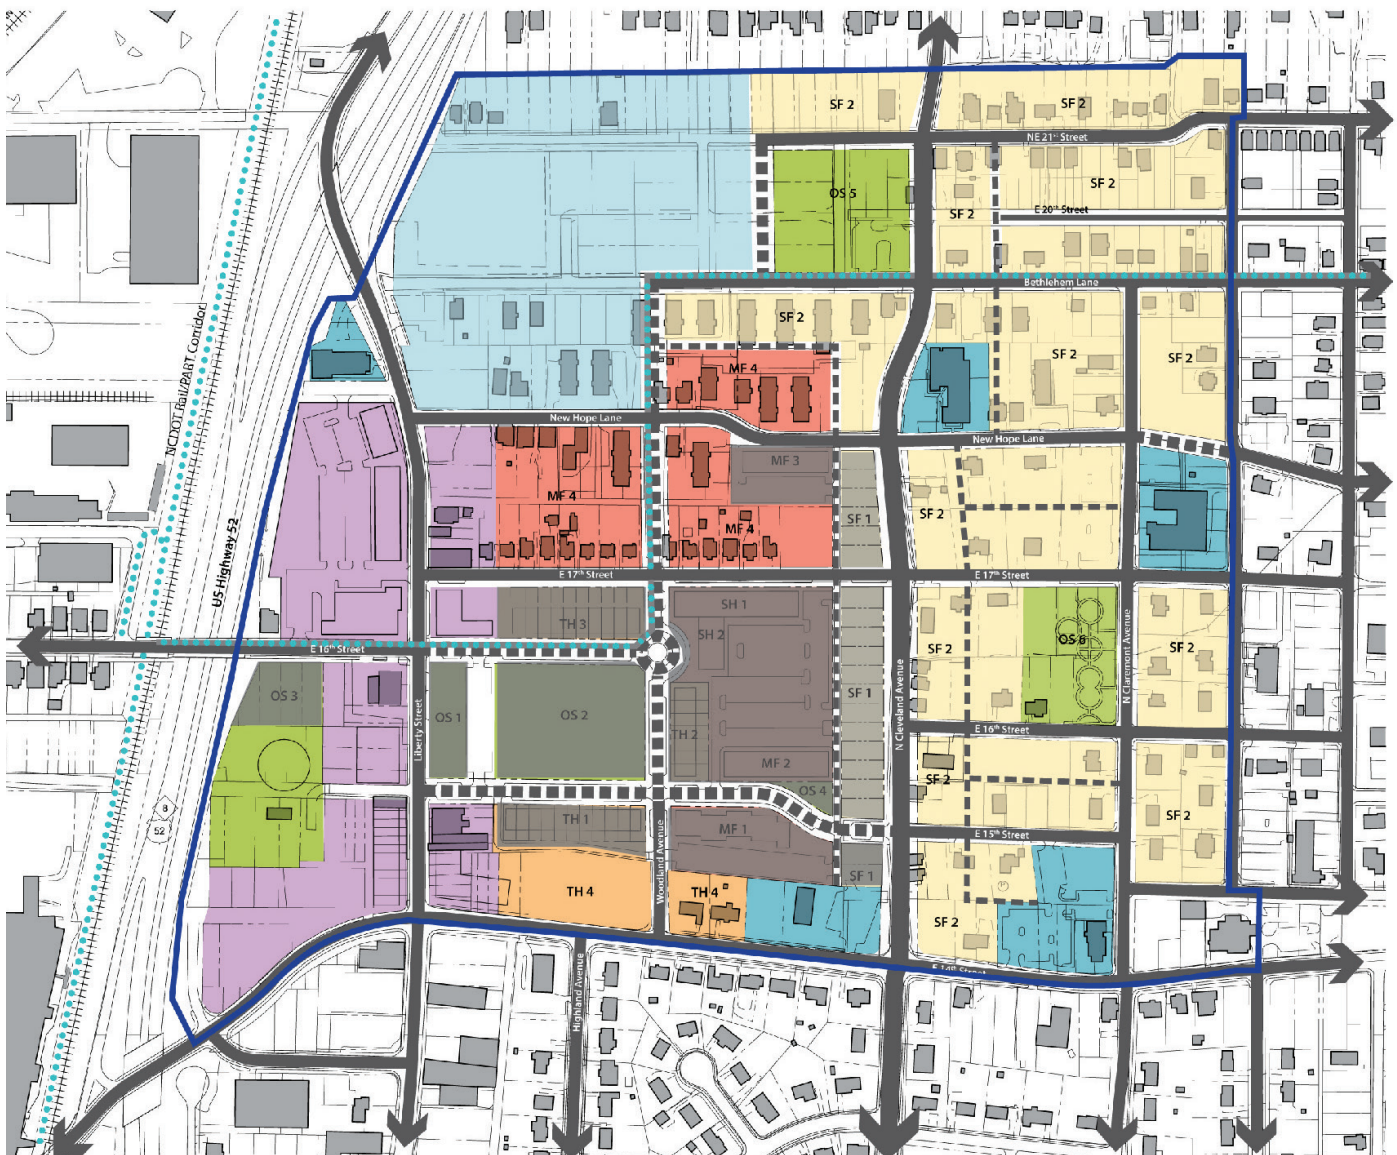 SF 2
SF 2
NE 21st Street
SF 2
OS 5
SF 2
E 20th Street
Bethlehem Lane
SF 2
SF 2
SF 2
MF 4
NCDOT Rail/PART Corridor
New Hope Lane
New Hope Lane
MF 3
MF 4
MF 4
SF 1
SF 2
US Highway 52
E 17th Street
E 17th Street
SH 1
TH 3
SH 2
OS 6
N Claremont Avenue
E 16th Street
SF 2
SF 2
OS 3
SF 1
OS 1
OS 2
N Cleveland Avenue
Liberty Street
TH 2
E 16th Street
MF 2
SF 2
OS 4
8
52
TH 1
MF 1
SF 2
E 15th Street
Woodland Avenue
SF 1
TH 4
TH 4
SF 2
E 14th Street
Highland Avenue